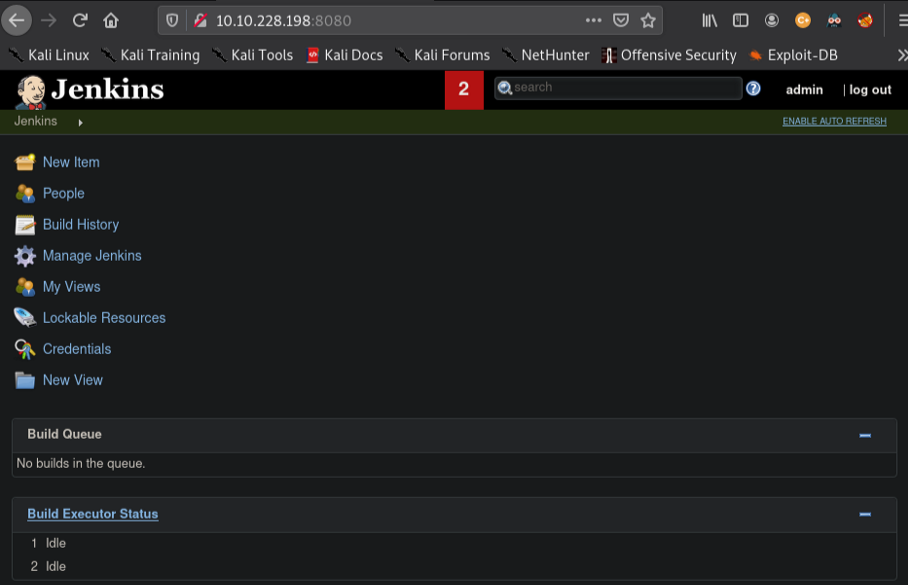 10.10.228.198:8080
Kali Linux Kali Training Kali Tools Kali Docs Kali Forums NetHunter Offensive Security Exploit-DB
Jenkins 2 search admin | log out
Jenkins ENABLE AUTO REFRESH
New Item
People
Build History
Manage Jenkins
My Views
Lockable Resources
Credentials
New View
Build Queue
No builds in the queue.
Build Executor Status
1 Idle
2 Idle